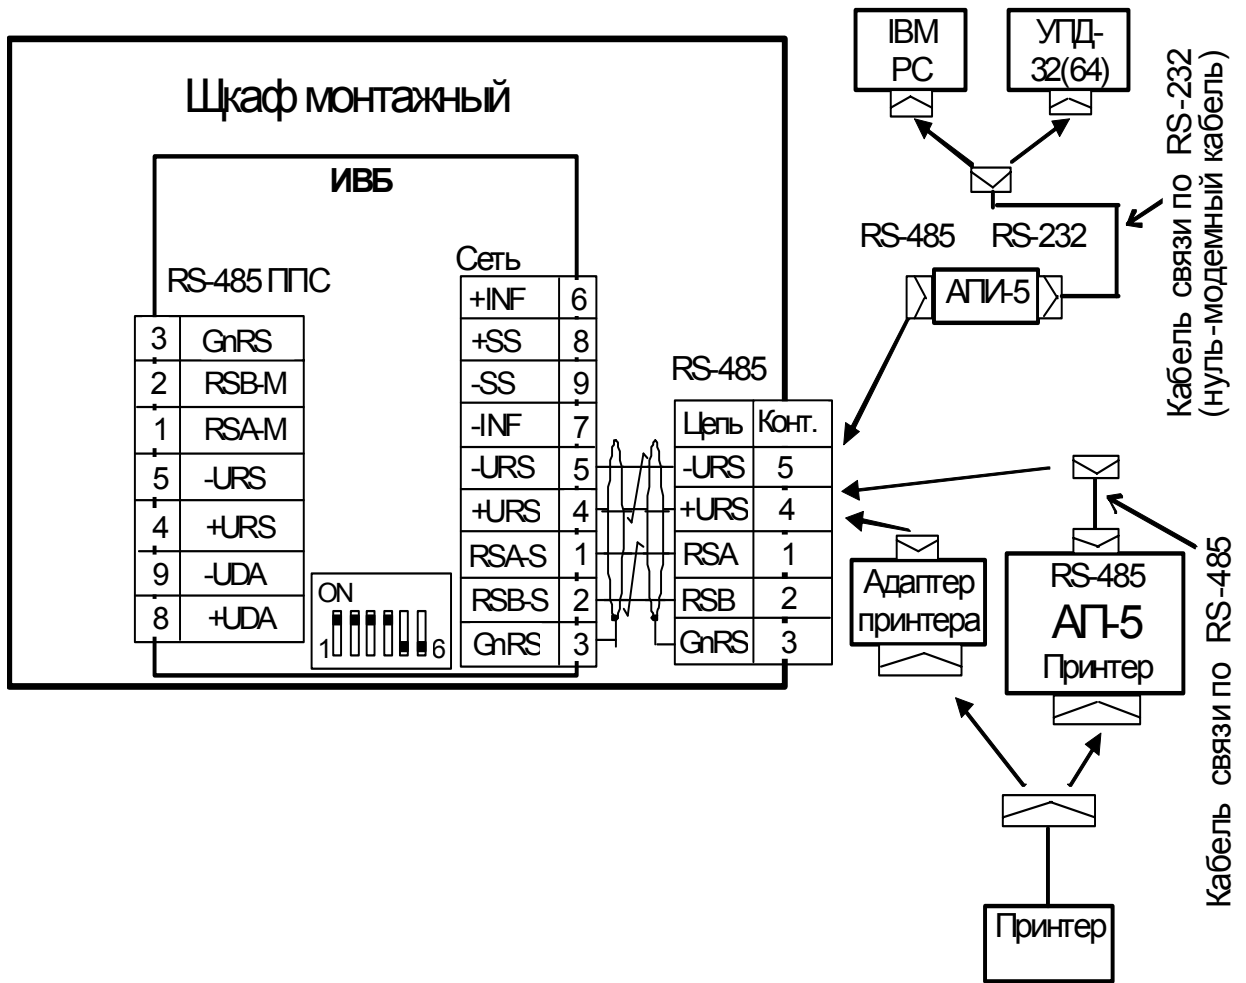 IBM
PC
УПД-
32(64)
Кабель связи по RS-232
(нуль-модемный кабель)
Шкаф монтажный
ИВБ
RS-485 RS-232
АПИ-5
RS-485 ППС
3 GnRS
2 RSB-M
1 RSA-M
5 -URS
4 +URS
9 -UDA
8 +UDA
ON
1 6
Сеть
+INF 6
+SS 8
-SS 9
-INF 7
-URS 5
+URS 4
RSA-S 1
RSB-S 2
GnRS 3
RS-485
Цепь Конт.
-URS 5
+URS 4
RSA 1
RSB 2
GnRS 3
Адаптер
принтера
RS-485
АП-5
Принтер
Кабель связи по RS-485
Принтер